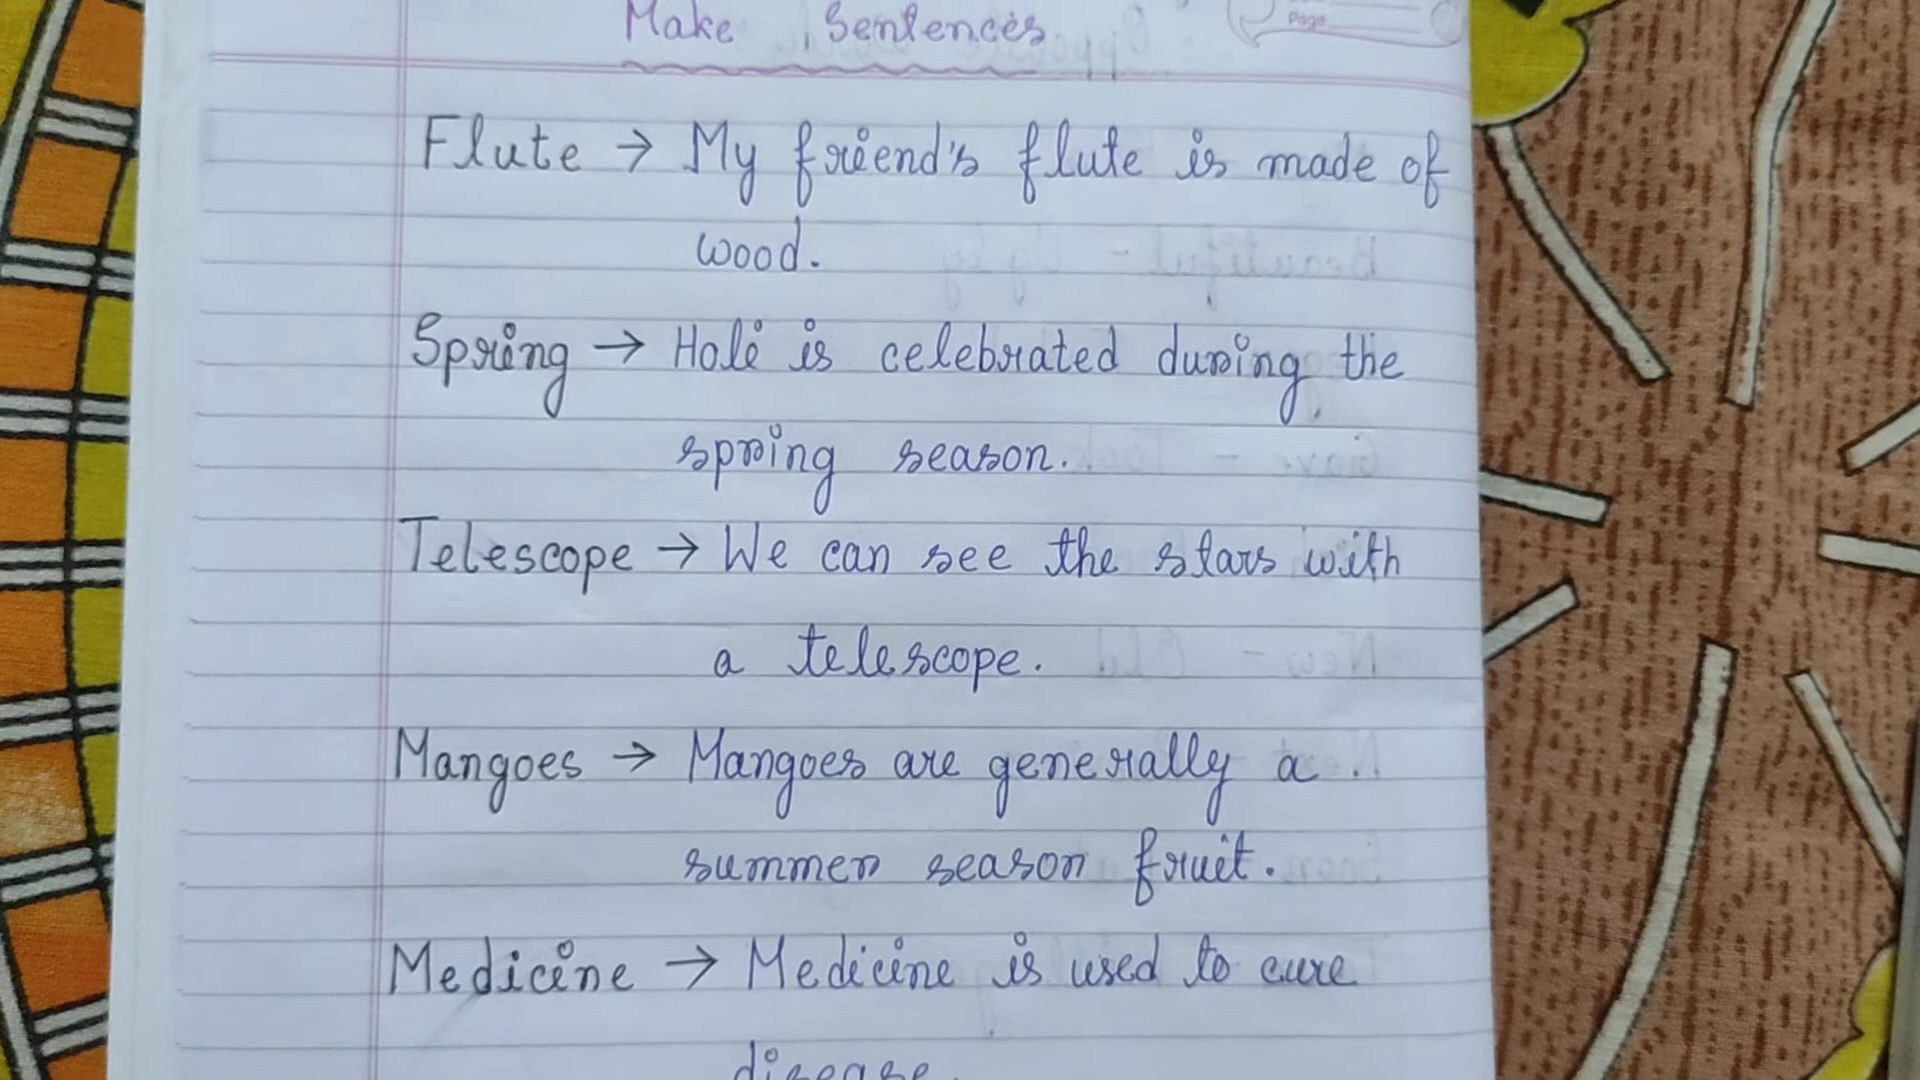 Make Sentences
Page
Flute → My friend's flute is made of
wood.
Spring → Holi is celebrated during the
spring season.
Telescope → We can see the stars with
a telescope.
Mangoes → Mangoes are generally a
summer season fruit.
Medicine → Medicine is used to cure
disease.